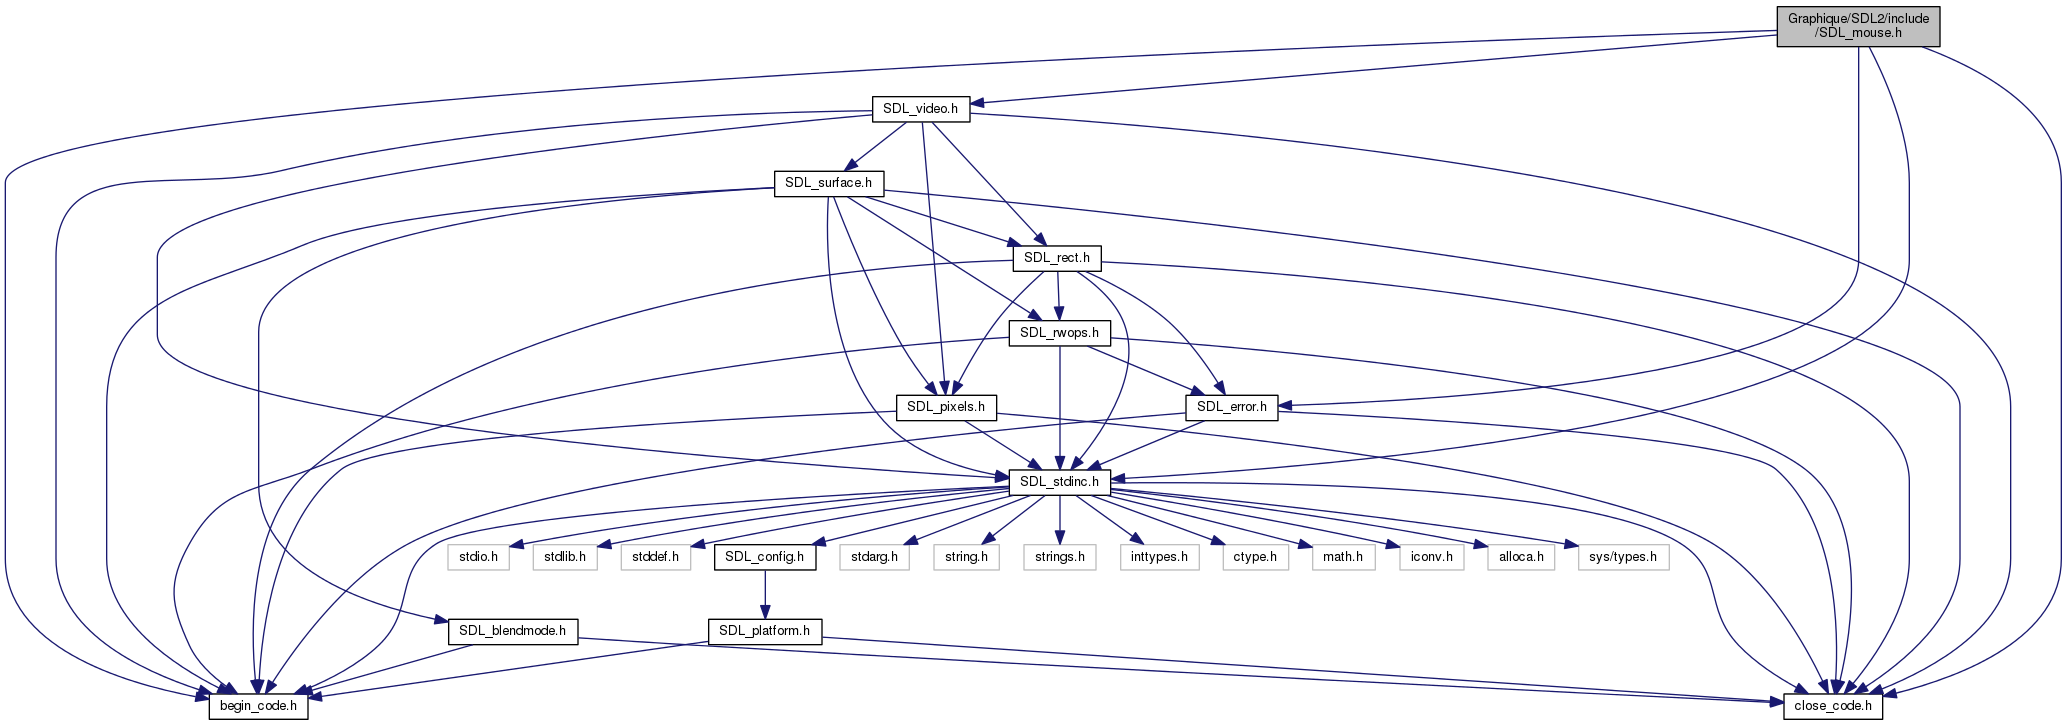 Graphique/SDL2/include
/SDL_mouse.h
SDL_video.h
SDL_surface.h
SDL_rect.h
SDL_rwops.h
SDL_pixels.h
SDL_error.h
SDL_stdinc.h
stdio.h
stdlib.h
stddef.h
SDL_config.h
stdarg.h
string.h
strings.h
inttypes.h
ctype.h
math.h
iconv.h
alloca.h
sys/types.h
SDL_blendmode.h
SDL_platform.h
begin_code.h
close_code.h